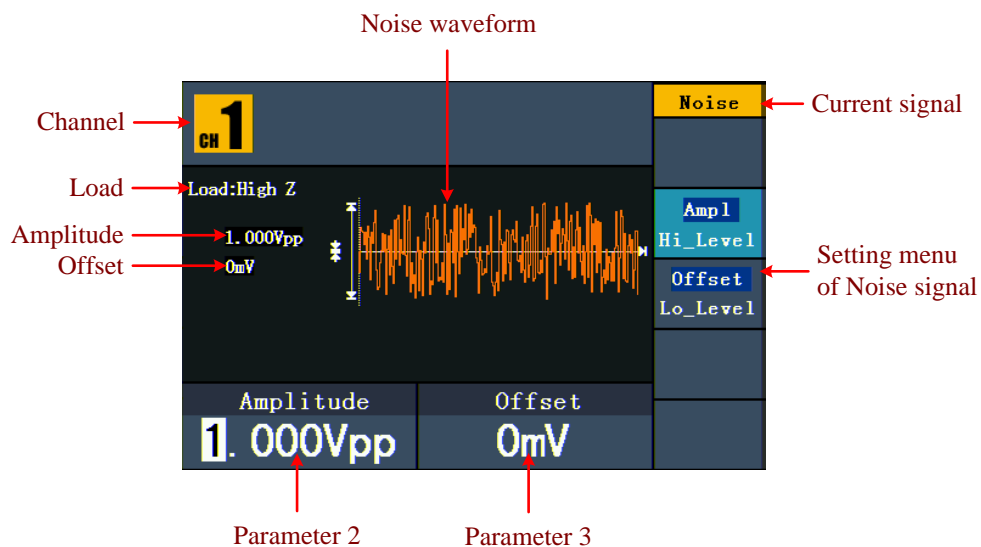 Noise waveform
Channel
CH 1
Noise
Current signal
Load
Load:High Z
Amplitude
1.000Vpp
Offset
0mV
Ampl
Hi_Level
Offset
Lo_Level
Setting menu
of Noise signal
Amplitude
Offset
1.000Vpp
0mV
Parameter 2
Parameter 3